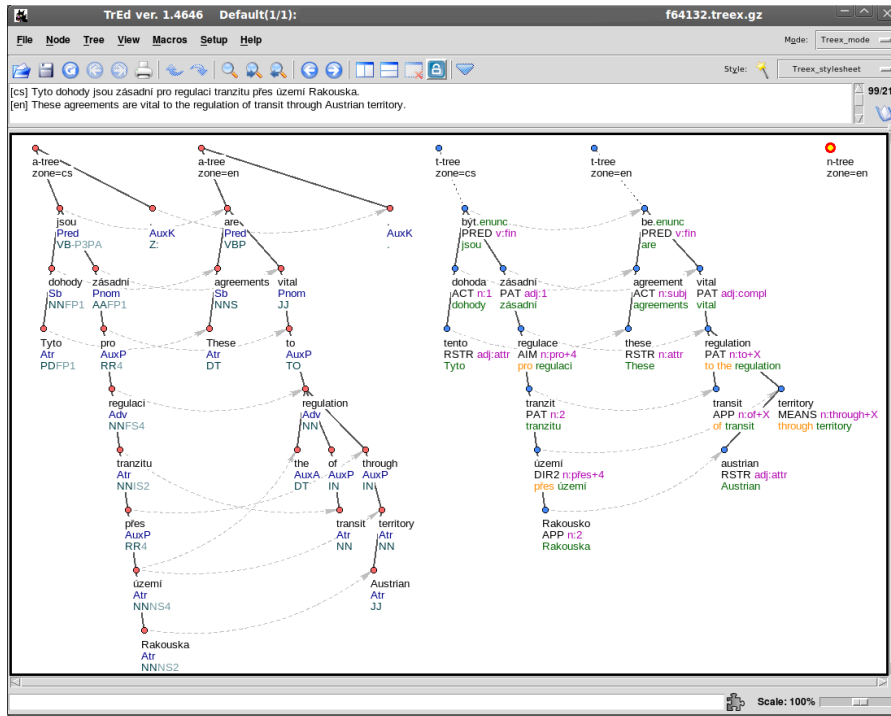 TrEd ver. 1.4646 Default(1/1): f64132.treex.gz
File Node Tree View Macros Setup Help
Mode: Treex_mode
Style: Treex_stylesheet
[cs] Tyto dohody jsou zásadní pro regulaci tranzitu přes území Rakouska.
[en] These agreements are vital to the regulation of transit through Austrian territory.
99/21
a-tree
zone=cs
jsou
Pred
VB-P3PA
.
AuxK
Z:
dohody
Sb
NNFP1
zásadní
Pnom
AAFP1
Tyto
Atr
PDFP1
pro
AuxP
RR4
regulaci
Adv
NNFS4
tranzitu
Atr
NNIS2
přes
AuxP
RR4
území
Atr
NNNS4
Rakouska
Atr
NNNS2
a-tree
zone=en
are
Pred
VBP
.
AuxK
.
agreements
Sb
NNS
vital
Pnom
JJ
These
Atr
DT
to
AuxP
TO
regulation
Adv
NN
the
AuxA
DT
of
AuxP
IN
through
AuxP
IN
transit
Atr
NN
territory
Atr
NN
Austrian
Atr
JJ
t-tree
zone=cs
být.enunc
PRED v:fin
jsou
dohoda
ACT n:1
dohody
zásadní
PAT adj:1
zásadní
tento
RSTR adj:attr
Tyto
regulace
AIM n:pro+4
pro regulaci
tranzit
PAT n:2
tranzitu
území
DIR2 n:přes+4
přes území
Rakousko
APP n:2
Rakouska
t-tree
zone=en
be.enunc
PRED v:fin
are
agreement
ACT n:subj
agreements
vital
PAT adj:compl
vital
these
RSTR n:attr
These
regulation
PAT n:to+X
to the regulation
transit
APP n:of+X
of transit
territory
MEANS n:through+X
through territory
austrian
RSTR adj:attr
Austrian
n-tree
zone=en
Scale: 100%